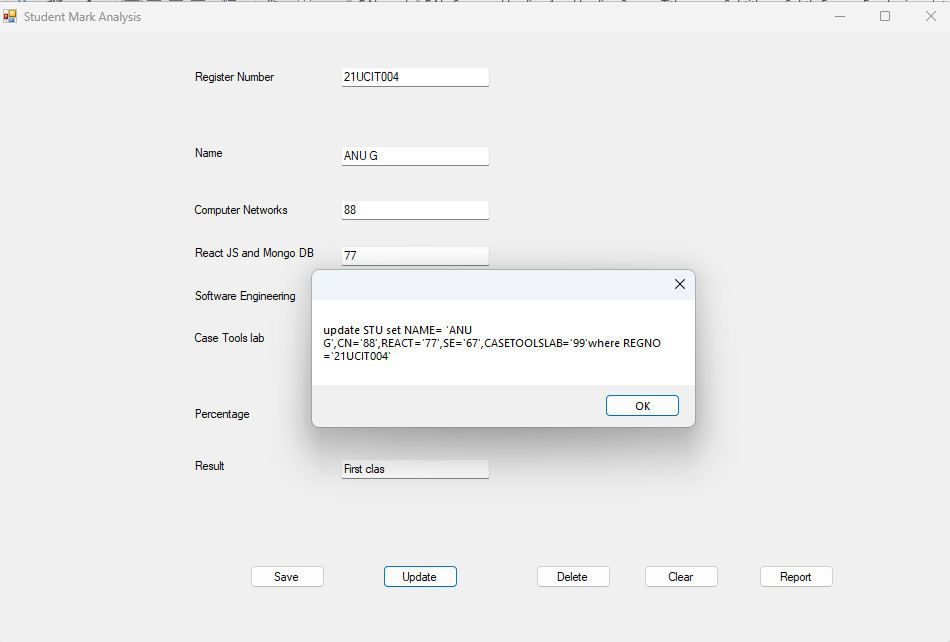 Student Mark Analysis
Register Number 21UCIT004
Name ANU G
Computer Networks 88
React JS and Mongo DB 77
Software Engineering
Case Tools lab
update STU set NAME= 'ANU
G',CN='88',REACT='77',SE='67',CASETOOLSLAB='99'where REGNO
='21UCIT004'
OK
Percentage
Result First clas
Save Update Delete Clear Report